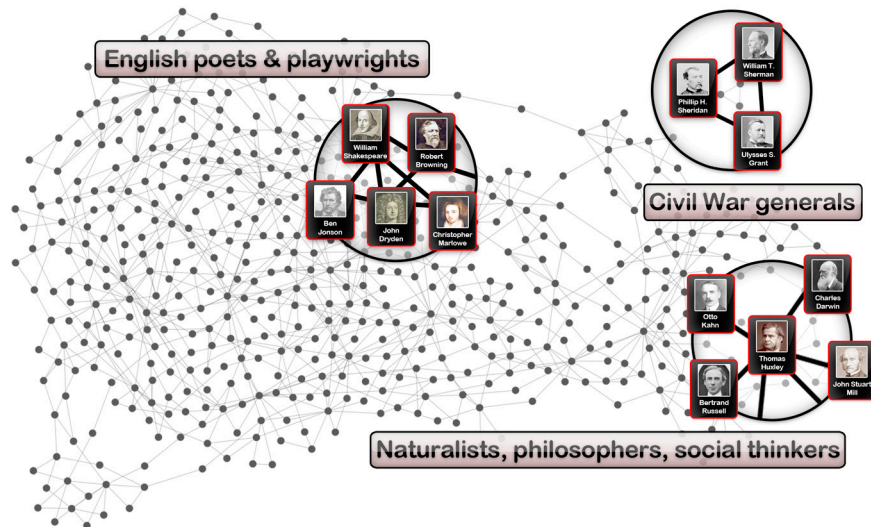 English poets & playwrights
William
Shakespeare
Robert
Browning
Ben
Jonson
John
Dryden
Christopher
Marlowe
William T.
Sherman
Phillip H.
Sheridan
Ulysses S.
Grant
Civil War generals
Otto
Kahn
Charles
Darwin
Thomas
Huxley
Bertrand
Russell
John Stuart
Mill
Naturalists, philosophers, social thinkers